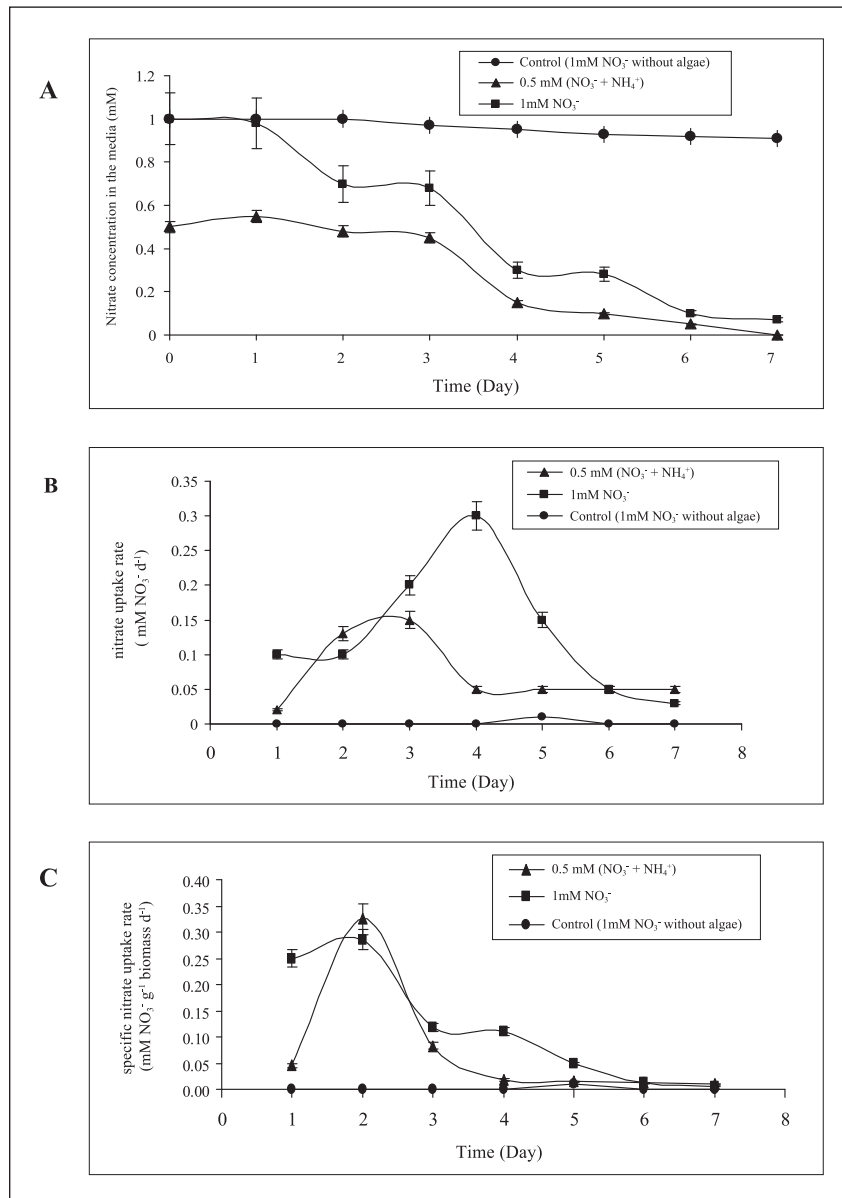 A
Control (1mM NO₃⁻ without algae)
0.5 mM (NO₃⁻ + NH₄⁺)
1mM NO₃⁻
Nitrate concentration in the media (mM)
1.2
1
0.8
0.6
0.4
0.2
0
0 1 2 3 4 5 6 7
Time (Day)
B
0.5 mM (NO₃⁻ + NH₄⁺)
1mM NO₃⁻
Control (1mM NO₃⁻ without algae)
nitrate uptake rate
( mM NO₃⁻ d⁻¹)
0.35
0.3
0.25
0.2
0.15
0.1
0.05
0
0 1 2 3 4 5 6 7 8
Time (Day)
C
0.5 mM (NO₃⁻ + NH₄⁺)
1mM NO₃⁻
Control (1mM NO₃⁻ without algae)
specific nitrate uptake rate
(mM NO₃⁻ g⁻¹ biomass d⁻¹)
0.40
0.35
0.30
0.25
0.20
0.15
0.10
0.05
0.00
0 1 2 3 4 5 6 7 8
Time (Day)